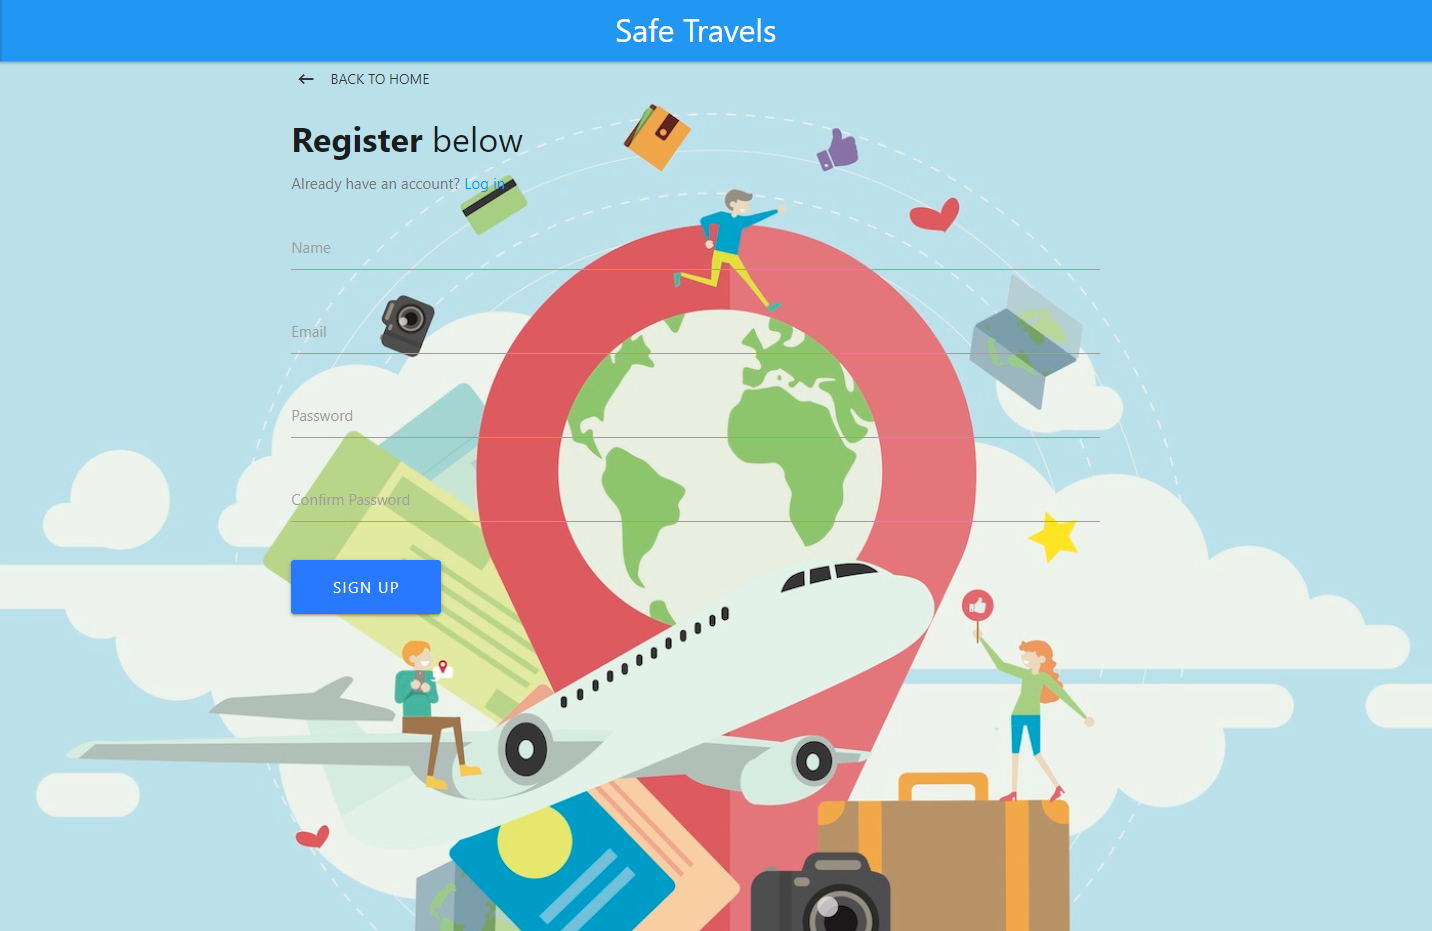 Safe Travels
BACK TO HOME
Register below
Already have an account? Log in
Name
Email
Password
Confirm Password
SIGN UP